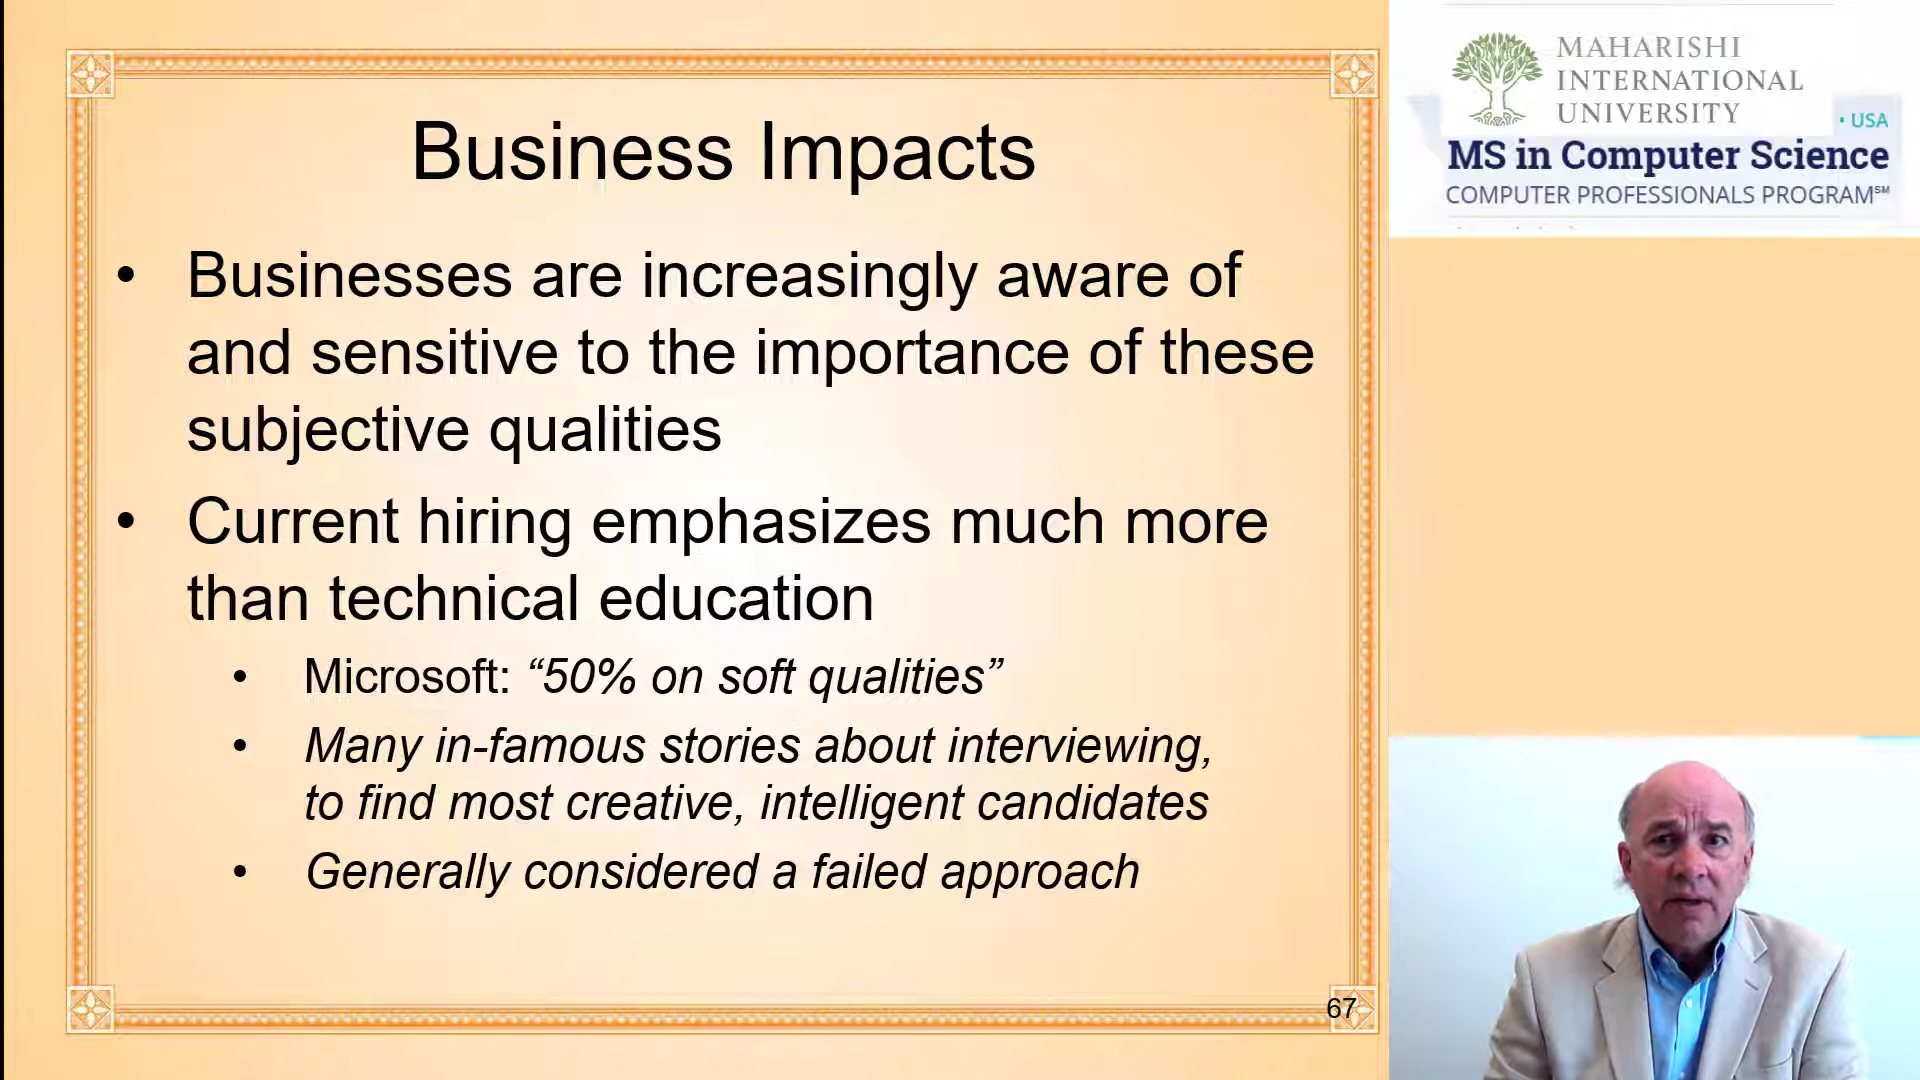 Business Impacts
• Businesses are increasingly aware of
and sensitive to the importance of these
subjective qualities
• Current hiring emphasizes much more
than technical education
• Microsoft: “50% on soft qualities”
• Many in-famous stories about interviewing,
to find most creative, intelligent candidates
• Generally considered a failed approach
67
MAHARISHI
INTERNATIONAL
UNIVERSITY
• USA
MS in Computer Science
COMPUTER PROFESSIONALS PROGRAM℠